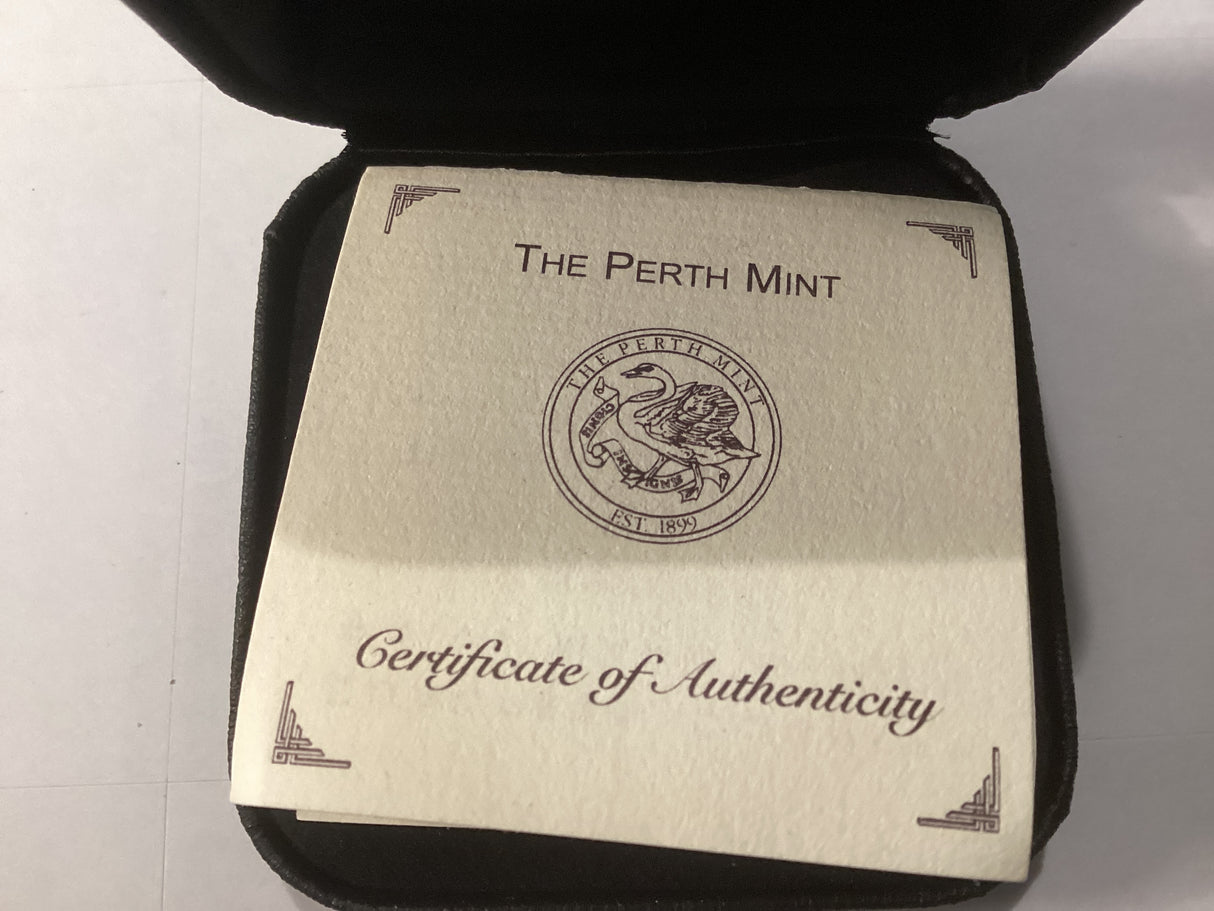 THE PERTH MINT
THE PERTH MINT
EST. 1899
Certificate of Authenticity